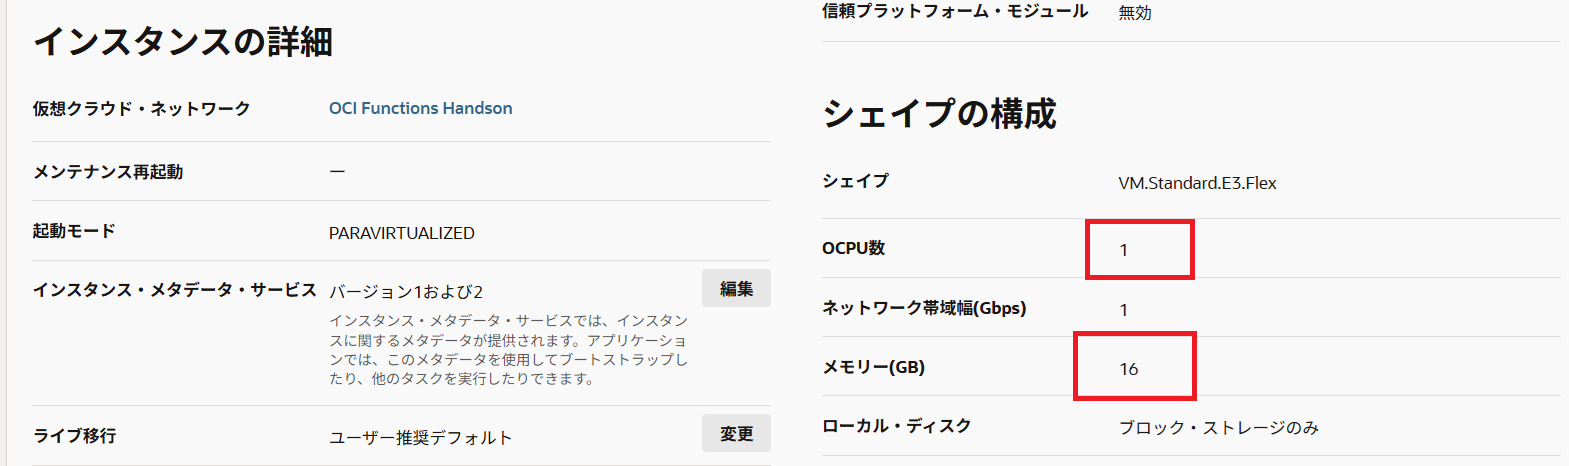 インスタンスの詳細
仮想クラウド・ネットワーク OCI Functions Handson
メンテナンス再起動 —
起動モード PARAVIRTUALIZED
インスタンス・メタデータ・サービス バージョン1および2 編集
インスタンス・メタデータ・サービスでは、インスタン
スに関するメタデータが提供されます。アプリケーショ
ンでは、このメタデータを使用してブートストラップし
たり、他のタスクを実行したりできます。
ライブ移行 ユーザー推奨デフォルト 変更
信頼プラットフォーム・モジュール 無効
シェイプの構成
シェイプ VM.Standard.E3.Flex
OCPU数 1
ネットワーク帯域幅(Gbps) 1
メモリー(GB) 16
ローカル・ディスク ブロック・ストレージのみ